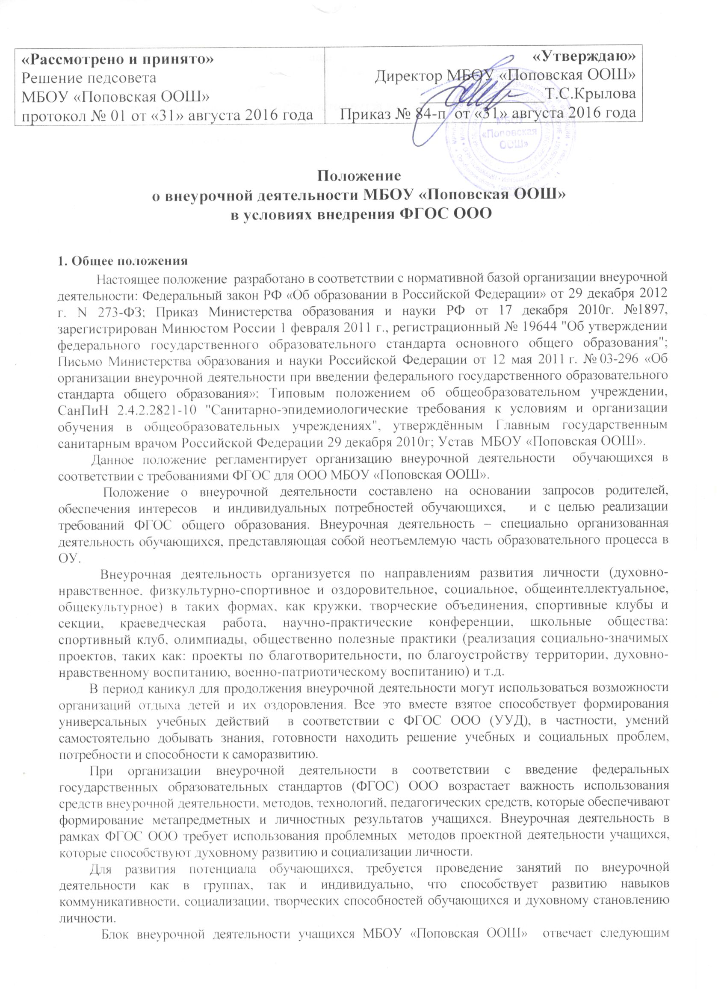 «Рассмотрено и принято»
Решение педсовета
МБОУ «Поповская ООШ»
протокол № 01 от «31» августа 2016 года
«Утверждаю»
Директор МБОУ «Поповская ООШ»
Т.С.Крылова
Приказ № 84-п от «31» августа 2016 года
МБОУ
«Поповская
ООШ»
Положение
о внеурочной деятельности МБОУ «Поповская ООШ»
в условиях внедрения ФГОС ООО
1. Общее положения
Настоящее положение разработано в соответствии с нормативной базой организации внеурочной
деятельности: Федеральный закон РФ «Об образовании в Российской Федерации» от 29 декабря 2012
г. N 273-ФЗ; Приказ Министерства образования и науки РФ от 17 декабря 2010г. №1897,
зарегистрирован Минюстом России 1 февраля 2011 г., регистрационный № 19644 "Об утверждении
федерального государственного образовательного стандарта основного общего образования";
Письмо Министерства образования и науки Российской Федерации от 12 мая 2011 г. № 03-296 «Об
организации внеурочной деятельности при введении федерального государственного образовательного
стандарта общего образования»; Типовым положением об общеобразовательном учреждении,
СанПиН 2.4.2.2821-10 "Санитарно-эпидемиологические требования к условиям и организации
обучения в общеобразовательных учреждениях", утверждённым Главным государственным
санитарным врачом Российской Федерации 29 декабря 2010г; Устав МБОУ «Поповская ООШ».
Данное положение регламентирует организацию внеурочной деятельности обучающихся в
соответствии с требованиями ФГОС для ООО МБОУ «Поповская ООШ».
Положение о внеурочной деятельности составлено на основании запросов родителей,
обеспечения интересов и индивидуальных потребностей обучающихся, и с целью реализации
требований ФГОС общего образования. Внеурочная деятельность – специально организованная
деятельность обучающихся, представляющая собой неотъемлемую часть образовательного процесса в
ОУ.
Внеурочная деятельность организуется по направлениям развития личности (духовно-
нравственное, физкультурно-спортивное и оздоровительное, социальное, общеинтеллектуальное,
общекультурное) в таких формах, как кружки, творческие объединения, спортивные клубы и
секции, краеведческая работа, научно-практические конференции, школьные общества:
спортивный клуб, олимпиады, общественно полезные практики (реализация социально-значимых
проектов, таких как: проекты по благотворительности, по благоустройству территории, духовно-
нравственному воспитанию, военно-патриотическому воспитанию) и т.д.
В период каникул для продолжения внеурочной деятельности могут использоваться возможности
организаций отдыха детей и их оздоровления. Все это вместе взятое способствует формирования
универсальных учебных действий в соответствии с ФГОС ООО (УУД), в частности, умений
самостоятельно добывать знания, готовности находить решение учебных и социальных проблем,
потребности и способности к саморазвитию.
При организации внеурочной деятельности в соответствии с введение федеральных
государственных образовательных стандартов (ФГОС) ООО возрастает важность использования
средств внеурочной деятельности, методов, технологий, педагогических средств, которые обеспечивают
формирование метапредметных и личностных результатов учащихся. Внеурочная деятельность в
рамках ФГОС ООО требует использования проблемных методов проектной деятельности учащихся,
которые способствуют духовному развитию и социализации личности.
Для развития потенциала обучающихся, требуется проведение занятий по внеурочной
деятельности как в группах, так и индивидуально, что способствует развитию навыков
коммуникативности, социализации, творческих способностей обучающихся и духовному становлению
личности.
Блок внеурочной деятельности учащихся МБОУ «Поповская ООШ» отвечает следующим